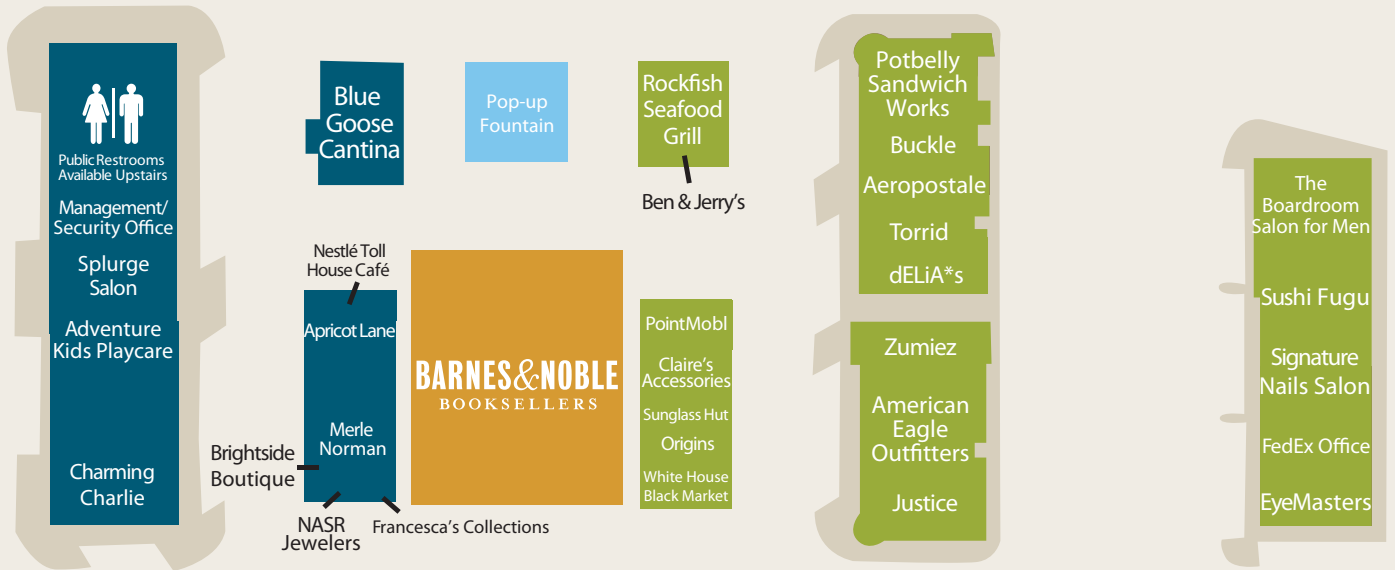 Public Restrooms
Available Upstairs
Management/
Security Office
Splurge
Salon
Adventure
Kids Playcare
Charming
Charlie
Blue
Goose
Cantina
Pop-up
Fountain
Rockfish
Seafood
Grill
Ben & Jerry's
Nestlé Toll
House Café
Apricot Lane
Merle
Norman
Brightside
Boutique
NASR
Jewelers
Francesca's Collections
BARNES&NOBLE
BOOKSELLERS
PointMobl
Claire's
Accessories
Sunglass Hut
Origins
White House
Black Market
Potbelly
Sandwich
Works
Buckle
Aeropostale
Torrid
dELiA*s
Zumiez
American
Eagle
Outfitters
Justice
The
Boardroom
Salon for Men
Sushi Fugu
Signature
Nails Salon
FedEx Office
EyeMasters